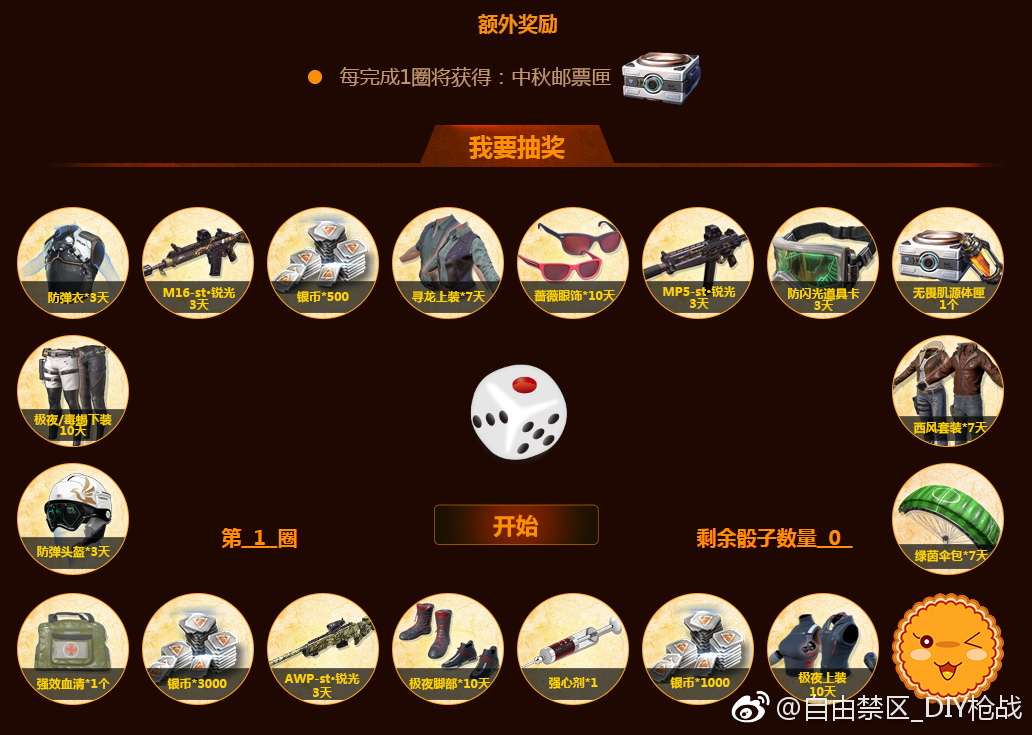 额外奖励
每完成1圈将获得：中秋邮票匣
我要抽奖
防弹衣*3天
M16-st·锐光
3天
银币*500
寻龙上装*7天
蔷薇眼饰*10天
MP5-st·锐光
3天
防闪光道具卡
3天
无畏肌源体匣
1个
极夜/毒蝎下装
10天
西风套装*7天
防弹头盔*3天
绿茵伞包*7天
第_1_圈
开始
剩余骰子数量_0_
强效血清*1个
银币*3000
AWP-st·锐光
3天
极夜脚部*10天
强心剂*1
银币*1000
极夜上装
10天
@自由禁区_DIY枪战